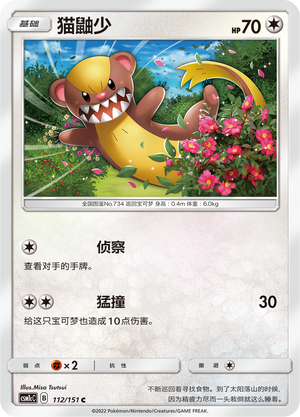 基础 猫鼬少 HP70
全国图鉴No.734 巡回宝可梦 身高：0.4m 体重：6.0kg
侦察
查看对手的手牌。
猛撞 30
给这只宝可梦也造成10点伤害。
弱点 ×2 抗性 撤退
Illus.Misa Tsutsui
CSM1cC B 112/151 C
不断巡回着寻找食物。到了太阳落山的时候，
因为精疲力尽而一头栽倒就这么睡着。
©2022 Pokémon/Nintendo/Creatures/GAME FREAK.